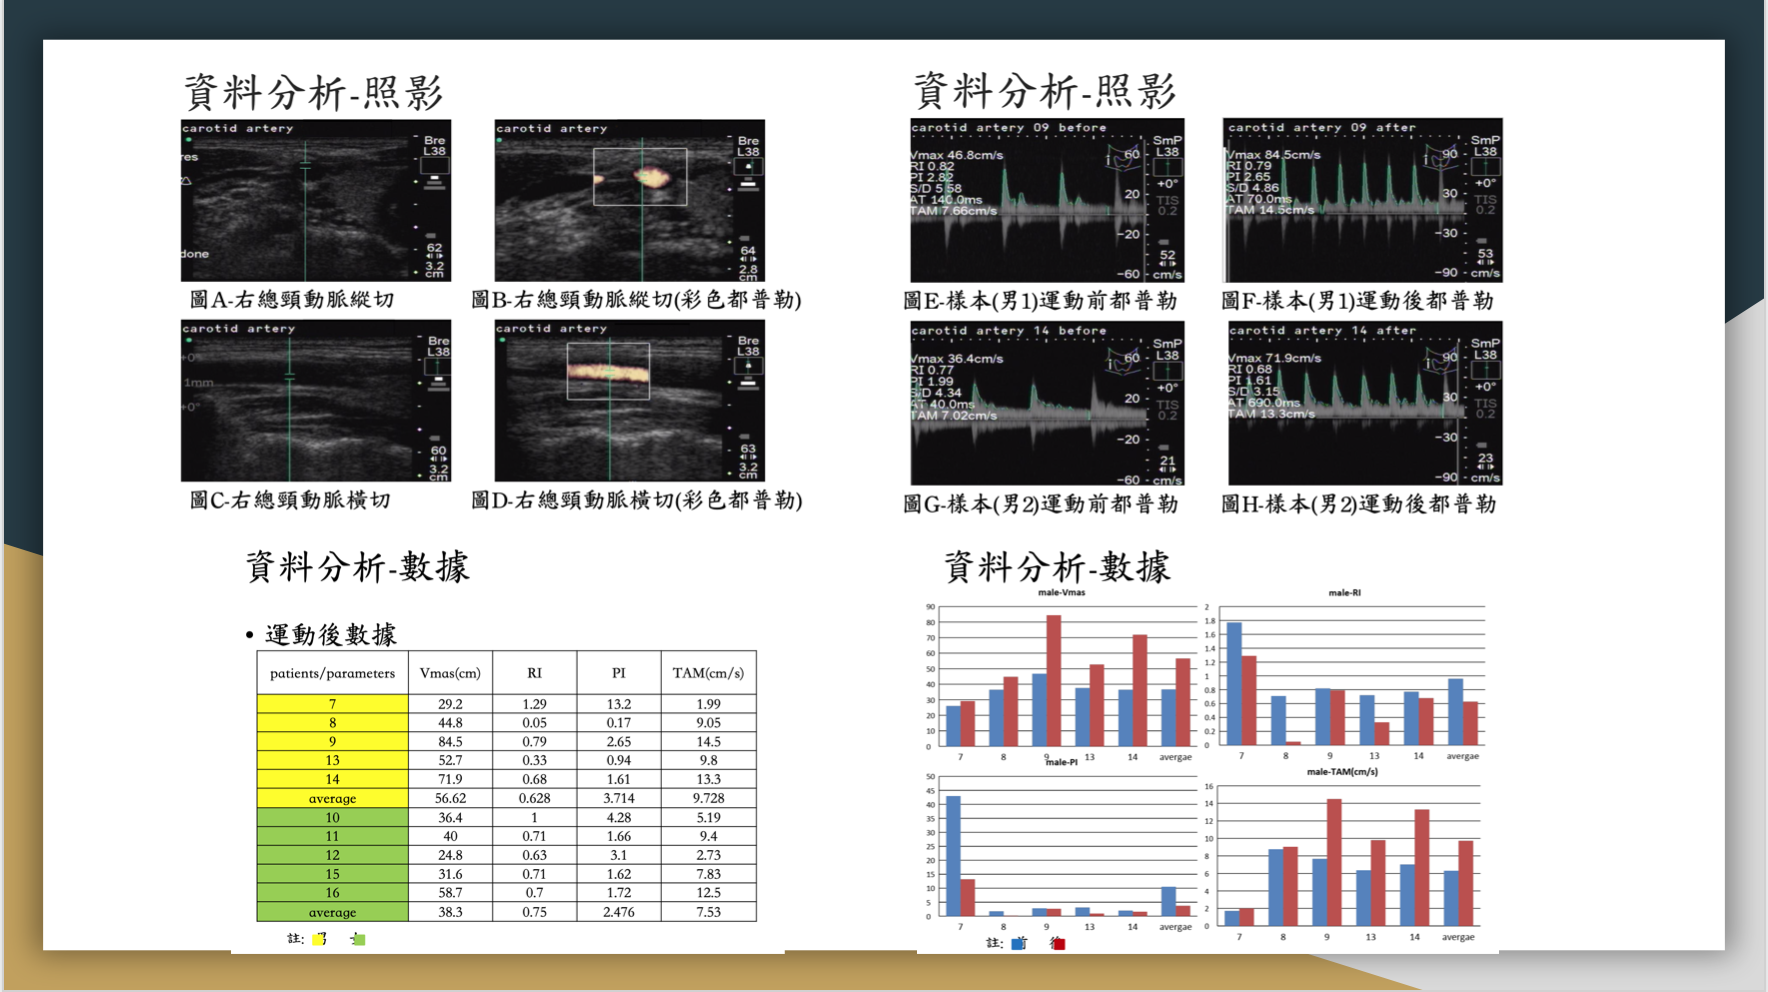 資料分析-照影
carotid artery
res
done
Bre
L38
62
3.2
cm
圖A-右總頸動脈縱切
carotid artery
Bre
L38
64
2.8
cm
圖B-右總頸動脈縱切(彩色都普勒)
carotid artery
+0°
1mm
+0°
Bre
L38
60
3.2
cm
圖C-右總頸動脈橫切
carotid artery
Bre
L38
63
3.2
cm
圖D-右總頸動脈橫切(彩色都普勒)
資料分析-照影
carotid artery 09 before
Vmax 46.8cm/s
RI 0.82
PI 2.82
S/D 5.58
AT 140.0ms
TAM 7.66cm/s
60
20
-20
-60
SmP
L38
+0°
TIS
0.2
52
cm/s
圖E-樣本(男1)運動前都普勒
carotid artery 09 after
Vmax 84.5cm/s
RI 0.79
PI 2.65
S/D 4.86
AT 70.0ms
TAM 14.5cm/s
90
30
-30
-90
SmP
L38
+0°
TIS
0.2
53
cm/s
圖F-樣本(男1)運動後都普勒
carotid artery 14 before
Vmax 36.4cm/s
RI 0.77
PI 1.99
S/D 4.34
AT 40.0ms
TAM 7.02cm/s
60
20
-20
-60
SmP
L38
+0°
TIS
0.2
21
cm/s
圖G-樣本(男2)運動前都普勒
carotid artery 14 after
Vmax 71.9cm/s
RI 0.68
PI 1.61
S/D 3.15
AT 690.0ms
TAM 13.3cm/s
90
30
-30
-90
SmP
L38
+0°
TIS
0.2
23
cm/s
圖H-樣本(男2)運動後都普勒
資料分析-數據
• 運動後數據
patients/parameters Vmas(cm) RI PI TAM(cm/s)
7 29.2 1.29 13.2 1.99
8 44.8 0.05 0.17 9.05
9 84.5 0.79 2.65 14.5
13 52.7 0.33 0.94 9.8
14 71.9 0.68 1.61 13.3
average 56.62 0.628 3.714 9.728
10 36.4 1 4.28 5.19
11 40 0.71 1.66 9.4
12 24.8 0.63 3.1 2.73
15 31.6 0.71 1.62 7.83
16 58.7 0.7 1.72 12.5
average 38.3 0.75 2.476 7.53
註: 男 女
資料分析-數據
male-Vmas
90
80
70
60
50
40
30
20
10
0
7 8 9 13 14 avergae
male-RI
2
1.8
1.6
1.4
1.2
1
0.8
0.6
0.4
0.2
0
7 8 9 13 14 avergae
male-PI
50
45
40
35
30
25
20
15
10
5
0
7 8 9 13 14 avergae
male-TAM(cm/s)
16
14
12
10
8
6
4
2
0
7 8 9 13 14 avergae
註: 前 後